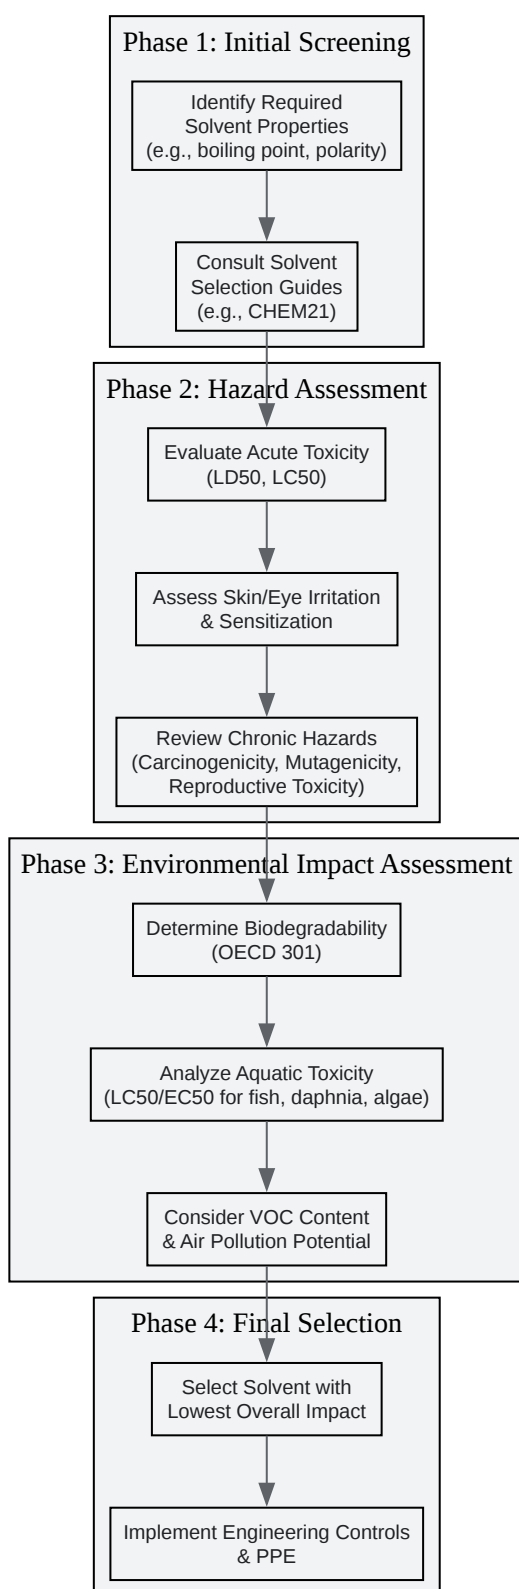 Phase 1: Initial Screening
Identify Required
Solvent Properties
(e.g., boiling point, polarity)
Consult Solvent
Selection Guides
(e.g., CHEM21)
Phase 2: Hazard Assessment
Evaluate Acute Toxicity
(LD50, LC50)
Assess Skin/Eye Irritation
& Sensitization
Review Chronic Hazards
(Carcinogenicity, Mutagenicity,
Reproductive Toxicity)
Phase 3: Environmental Impact Assessment
Determine Biodegradability
(OECD 301)
Analyze Aquatic Toxicity
(LC50/EC50 for fish, daphnia, algae)
Consider VOC Content
& Air Pollution Potential
Phase 4: Final Selection
Select Solvent with
Lowest Overall Impact
Implement Engineering Controls
& PPE